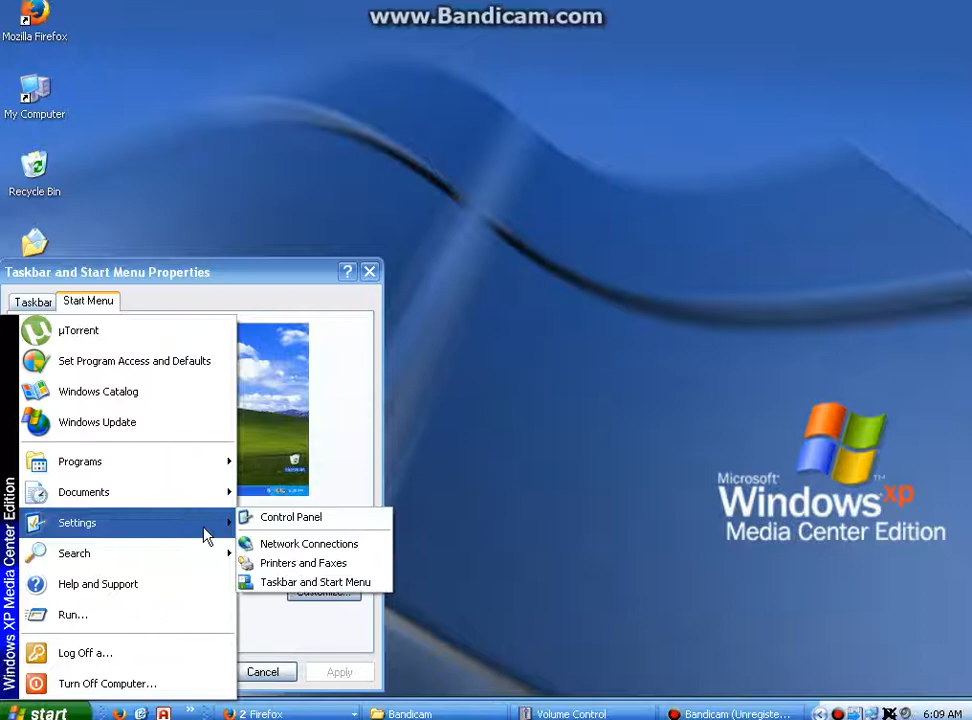 www.Bandicam.com
Mozilla Firefox
My Computer
Recycle Bin
Taskbar and Start Menu Properties
Taskbar
Start Menu
µTorrent
Set Program Access and Defaults
Windows Catalog
Windows Update
Programs
Documents
Settings
Control Panel
Network Connections
Printers and Faxes
Taskbar and Start Menu
Customize...
Search
Help and Support
Run...
Log Off a...
Turn Off Computer...
Windows XP Media Center Edition
Cancel
Apply
Microsoft
Windows xp
Media Center Edition
start
2 Firefox
Bandicam
Volume Control
Bandicam (Unregiste...
6:09 AM